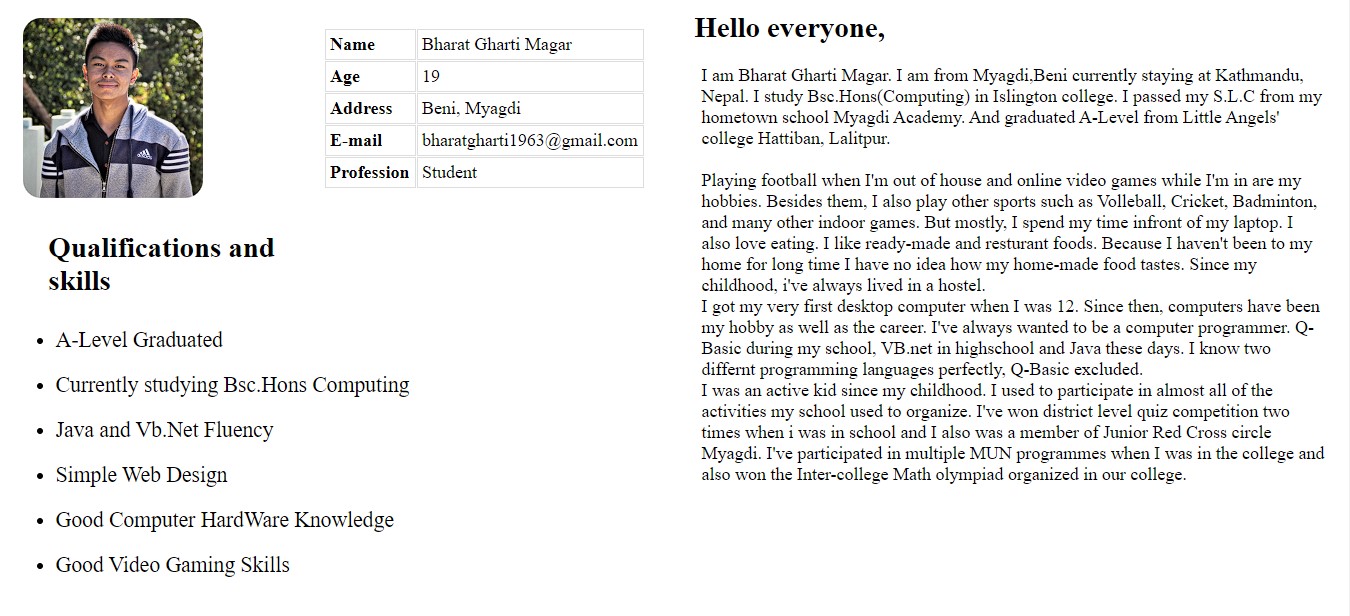 Name Bharat Gharti Magar
Age 19
Address Beni, Myagdi
E-mail bharatgharti1963@gmail.com
Profession Student
adidas
Qualifications and
skills
A-Level Graduated
Currently studying Bsc.Hons Computing
Java and Vb.Net Fluency
Simple Web Design
Good Computer HardWare Knowledge
Good Video Gaming Skills
Hello everyone,
I am Bharat Gharti Magar. I am from Myagdi,Beni currently staying at Kathmandu,
Nepal. I study Bsc.Hons(Computing) in Islington college. I passed my S.L.C from my
hometown school Myagdi Academy. And graduated A-Level from Little Angels'
college Hattiban, Lalitpur.
Playing football when I'm out of house and online video games while I'm in are my
hobbies. Besides them, I also play other sports such as Volleball, Cricket, Badminton,
and many other indoor games. But mostly, I spend my time infront of my laptop. I
also love eating. I like ready-made and resturant foods. Because I haven't been to my
home for long time I have no idea how my home-made food tastes. Since my
childhood, i've always lived in a hostel.
I got my very first desktop computer when I was 12. Since then, computers have been
my hobby as well as the career. I've always wanted to be a computer programmer. Q-
Basic during my school, VB.net in highschool and Java these days. I know two
differnt programming languages perfectly, Q-Basic excluded.
I was an active kid since my childhood. I used to participate in almost all of the
activities my school used to organize. I've won district level quiz competition two
times when i was in school and I also was a member of Junior Red Cross circle
Myagdi. I've participated in multiple MUN programmes when I was in the college and
also won the Inter-college Math olympiad organized in our college.